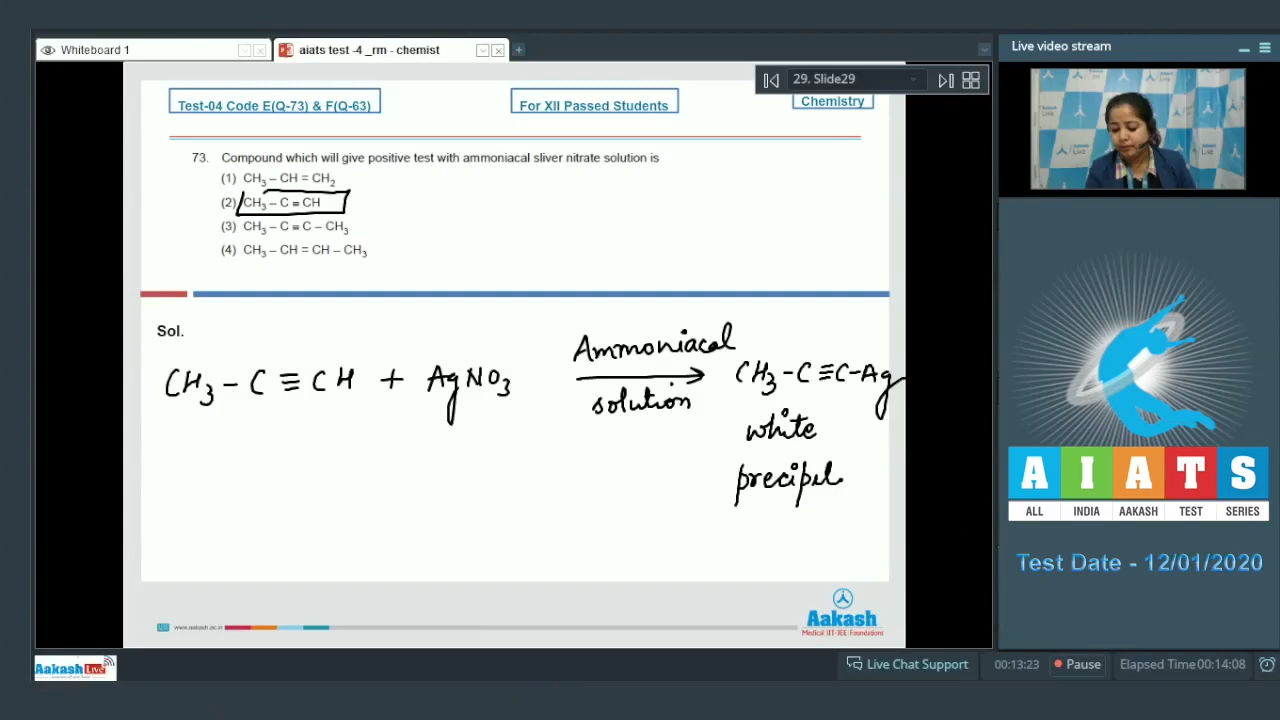 Whiteboard 1
aiats test -4 _rm - chemist
Live video stream
29. Slide29
Test-04 Code E(Q-73) & F(Q-63)
For XII Passed Students
Chemistry
73. Compound which will give positive test with ammoniacal sliver nitrate solution is
(1) CH₃ – CH = CH₂
(2) CH₃ – C ≡ CH
(3) CH₃ – C ≡ C – CH₃
(4) CH₃ – CH = CH – CH₃
Sol.
CH₃ – C ≡ CH + AgNO₃ Ammoniacal solution → CH₃ – C ≡ C – Ag
white
precipit
A I A T S
ALL INDIA AAKASH TEST SERIES
Test Date - 12/01/2020
www.aakash.ac.in
Aakash
Medical|IIT-JEE|Foundations
Aakash Live
Live Chat Support
00:13:23
Pause
Elapsed Time 00:14:08